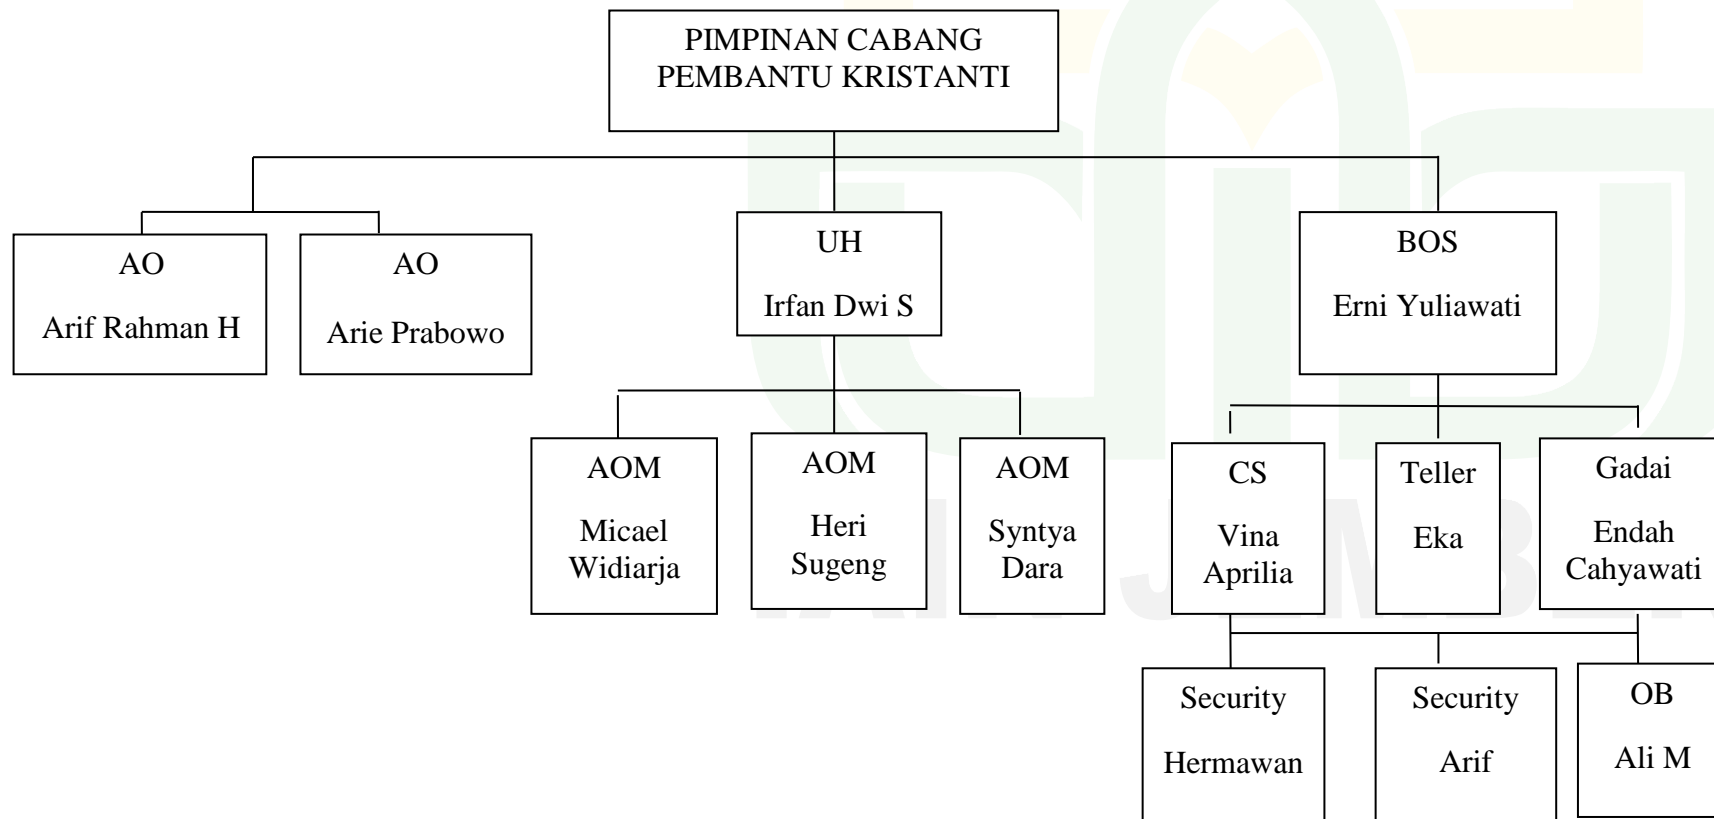 PIMPINAN CABANG
PEMBANTU KRISTANTI
AO
Arif Rahman H
AO
Arie Prabowo
UH
Irfan Dwi S
BOS
Erni Yuliawati
AOM
Micael
Widiarja
AOM
Heri
Sugeng
AOM
Syntya
Dara
CS
Vina
Aprilia
Teller
Eka
Gadai
Endah
Cahyawati
Security
Hermawan
Security
Arif
OB
Ali M